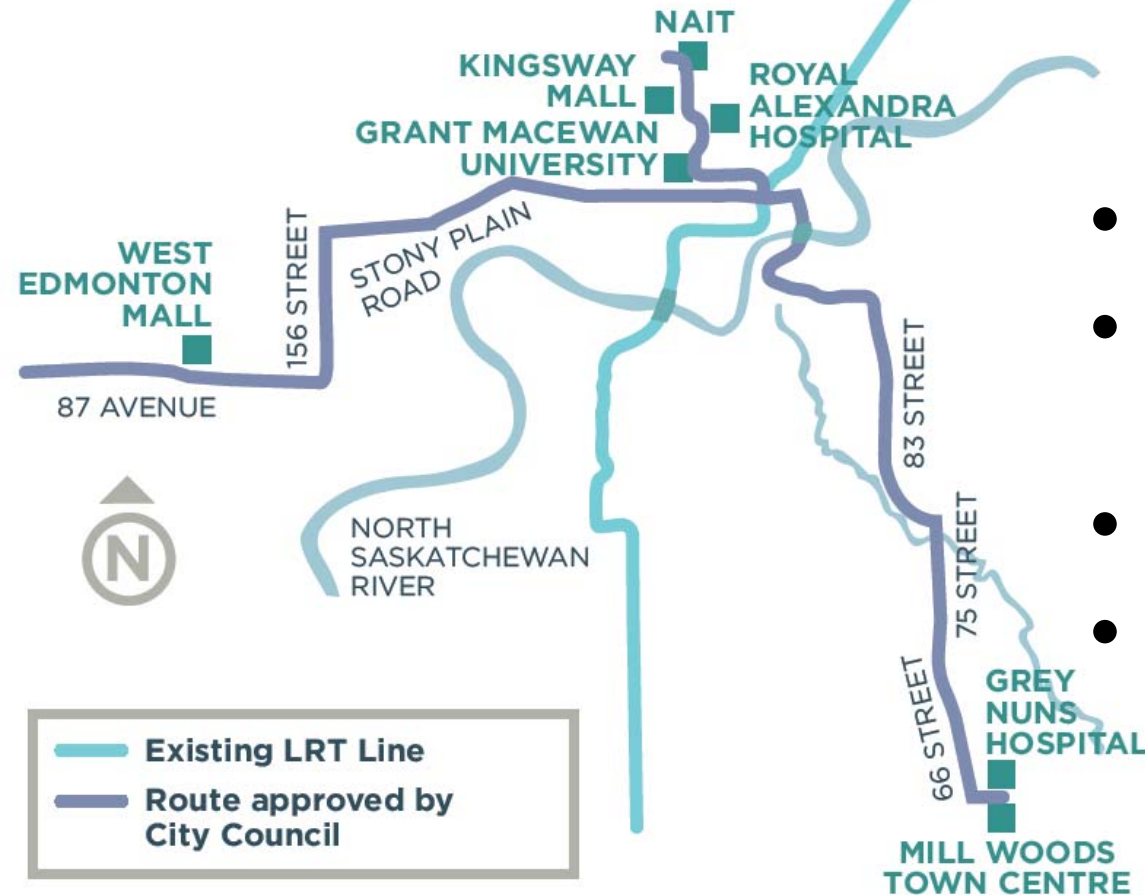 NAIT
KINGSWAY
MALL
ROYAL
ALEXANDRA
HOSPITAL
GRANT MACEWAN
UNIVERSITY
WEST
EDMONTON
MALL
156 STREET
STONY PLAIN
ROAD
87 AVENUE
83 STREET
NORTH
SASKATCHEWAN
RIVER
N
75 STREET
66 STREET
GREY
NUNS
HOSPITAL
MILL WOODS
TOWN CENTRE
Existing LRT Line
Route approved by
City Council